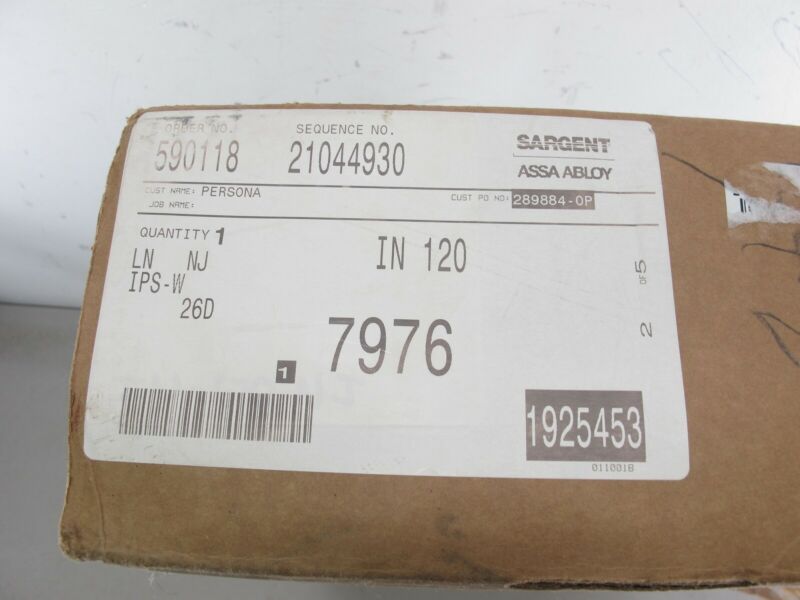 ORDER NO. SEQUENCE NO.
590118 21044930
SARGENT
ASSA ABLOY
CUST NAME: PERSONA CUST PO NO: 289884-OP
JOB NAME:
QUANTITY 1
LN NJ IN 120
IPS-W
26D
7976
1
2 OF 5
1925453
0110018